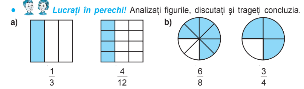 • Lucrați în perechi! Analizați figurile, discutați și trageți concluzia.
a) b)
1/3 4/12 6/8 3/4